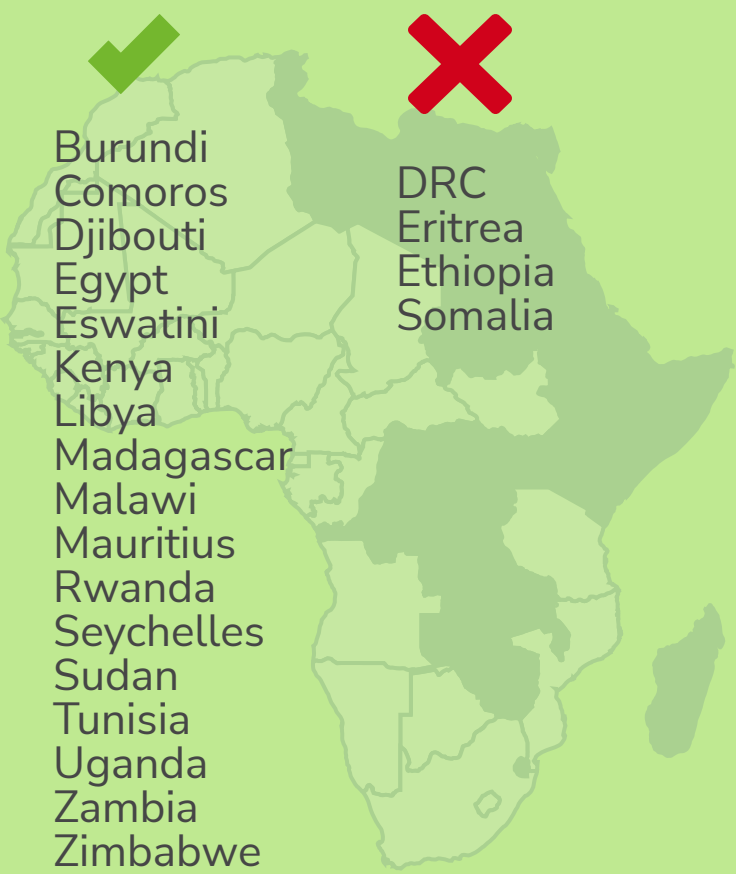 Burundi
Comoros
Djibouti
Egypt
Eswatini
Kenya
Libya
Madagascar
Malawi
Mauritius
Rwanda
Seychelles
Sudan
Tunisia
Uganda
Zambia
Zimbabwe
DRC
Eritrea
Ethiopia
Somalia